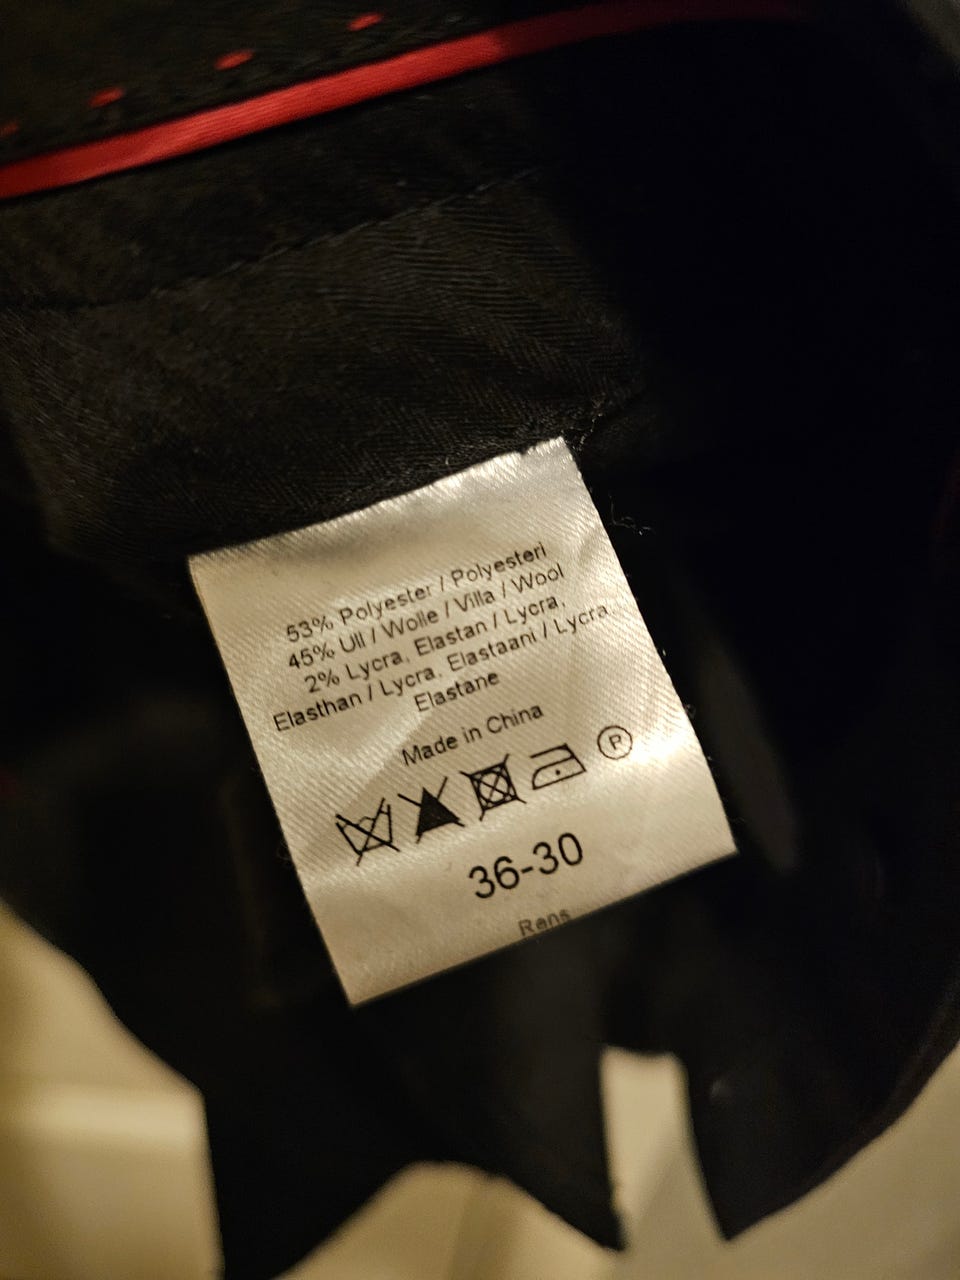 53% Polyester / Polyesteri
45% Ull / Wolle / Villa / Wool
2% Lycra, Elastan / Lycra,
Elasthan / Lycra, Elastaani / Lycra,
Elastane
Made in China
P
36-30
Rens